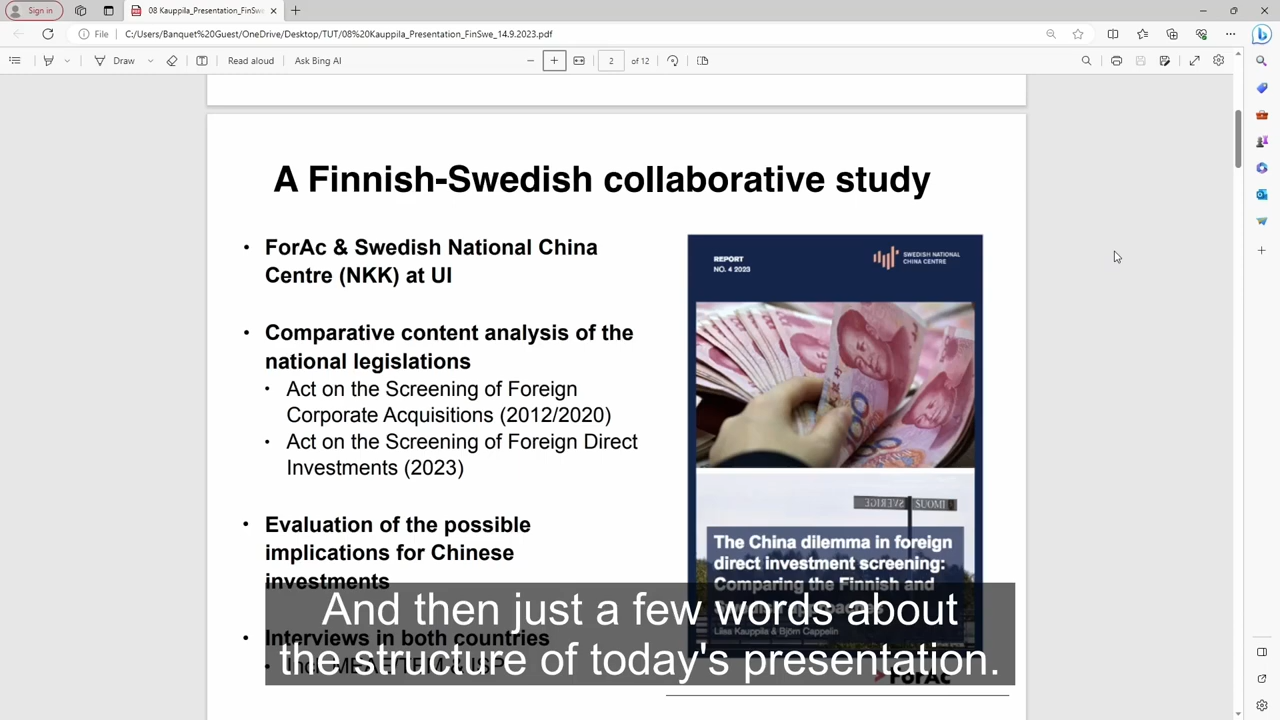 Sign in
08 Kauppila_Presentation_FinSwe
File
C:/Users/Banquet%20Guest/OneDrive/Desktop/TUT/08%20Kauppila_Presentation_FinSwe_14.9.2023.pdf
Draw
Read aloud
Ask Bing AI
2 of 12
A Finnish-Swedish collaborative study
• ForAc & Swedish National China
Centre (NKK) at UI
• Comparative content analysis of the
national legislations
• Act on the Screening of Foreign
Corporate Acquisitions (2012/2020)
• Act on the Screening of Foreign Direct
Investments (2023)
• Evaluation of the possible
implications for Chinese
investments
• Interviews in both countries
REPORT
NO. 4 2023
SWEDISH NATIONAL
CHINA CENTRE
100
SVERIGE SUOMI
The China dilemma in foreign
direct investment screening:
Comparing the Finnish and
Swedish approaches
Liisa Kauppila & Björn Cappelin
ForAc
And then just a few words about
the structure of today's presentation.